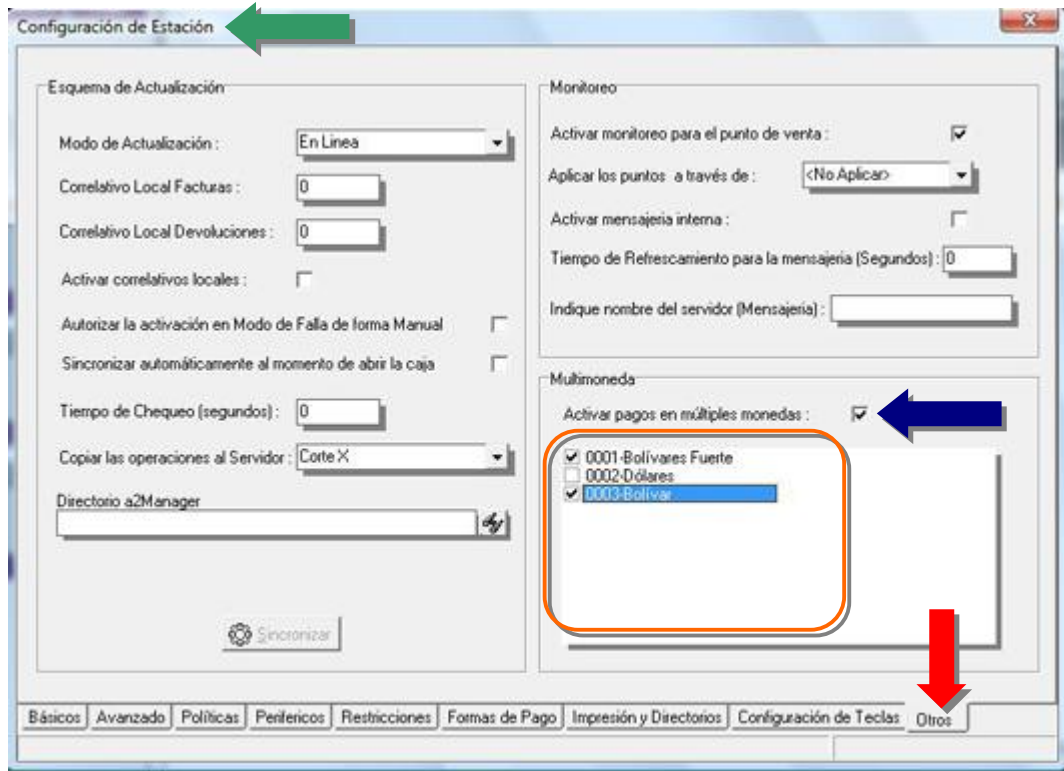 Configuración de Estación
Esquema de Actualización
Modo de Actualización :
En Linea
Correlativo Local Facturas :
0
Correlativo Local Devoluciones :
0
Activar correlativos locales :
Autorizar la activación en Modo de Falla de forma Manual
Sincronizar automáticamente al momento de abrir la caja
Tiempo de Chequeo (segundos) :
0
Copiar las operaciones al Servidor :
Corte X
Directorio a2Manager
Sincronizar
Monitoreo
Activar monitoreo para el punto de venta :
Aplicar los puntos a través de :
<No Aplicar>
Activar mensajeria interna :
Tiempo de Refrescamiento para la mensajeria (Segundos) :
0
Indique nombre del servidor (Mensajeria) :
Multimoneda
Activar pagos en múltiples monedas :
0001-Bolívares Fuerte
0002-Dólares
0003-Bolívar
Básicos Avanzado Políticas Perifericos Restricciones Formas de Pago Impresión y Directorios Configuración de Teclas Otros